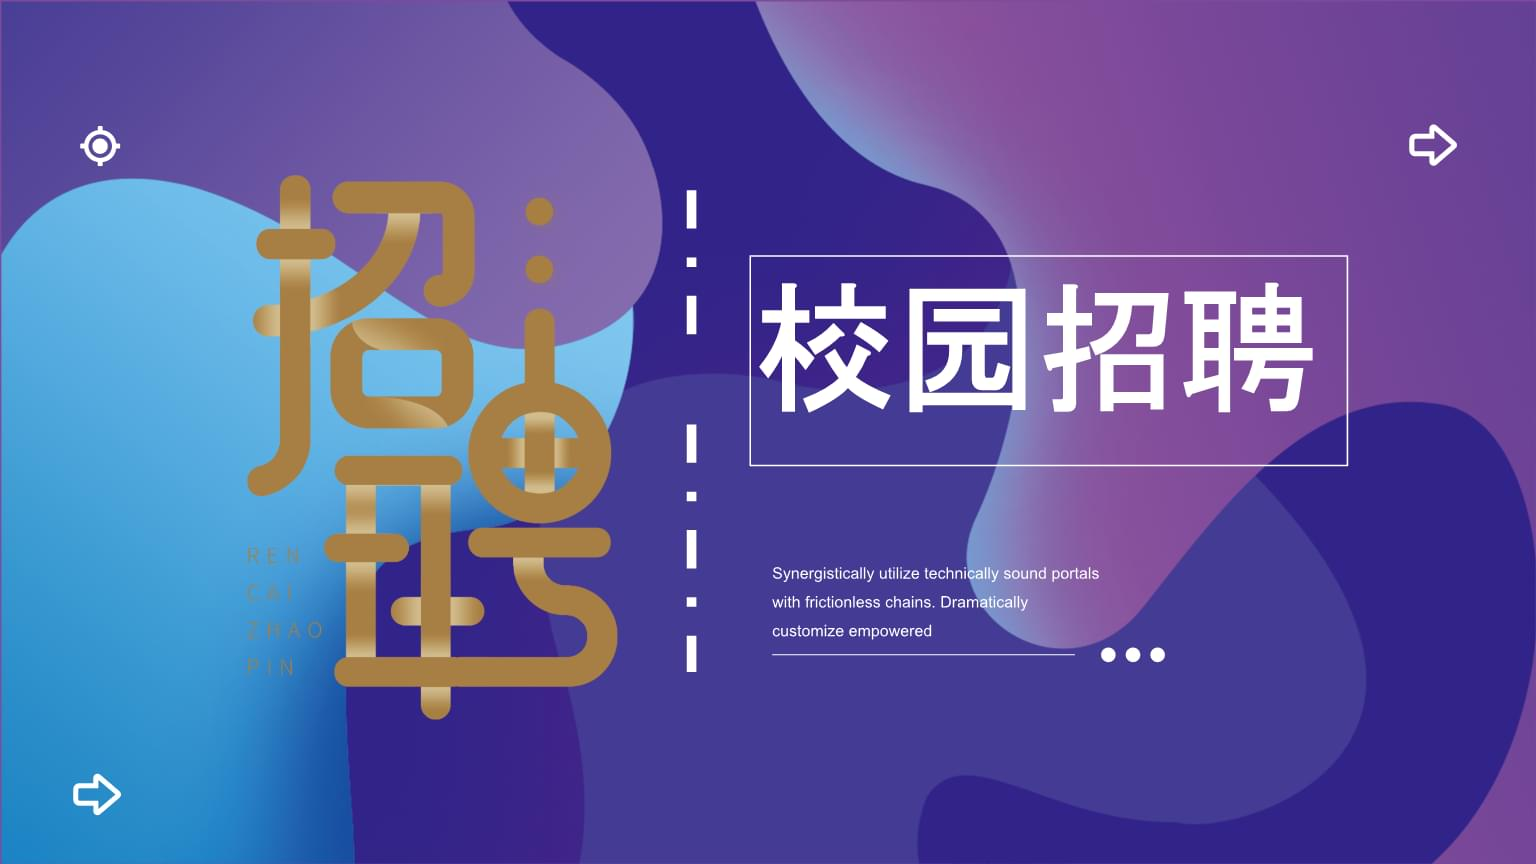 招聘
REN
CAI
ZHAO
PIN
校园招聘
Synergistically utilize technically sound portals
with frictionless chains. Dramatically
customize empowered